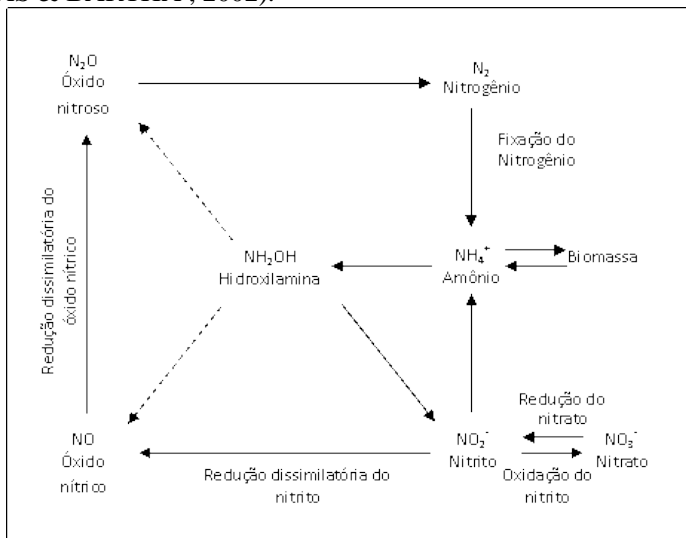 N₂O
Óxido
nitroso
N₂
Nitrogênio
Fixação do
Nitrogênio
Redução dissimilatória do
óxido nítrico
NH₂OH
Hidroxilamina
NH₄⁺
Amônio
Biomassa
Redução do
nitrato
NO
Óxido
nítrico
NO₂⁻
Nitrito
NO₃⁻
Nitrato
Redução dissimilatória do
nitrito
Oxidação do
nitrito